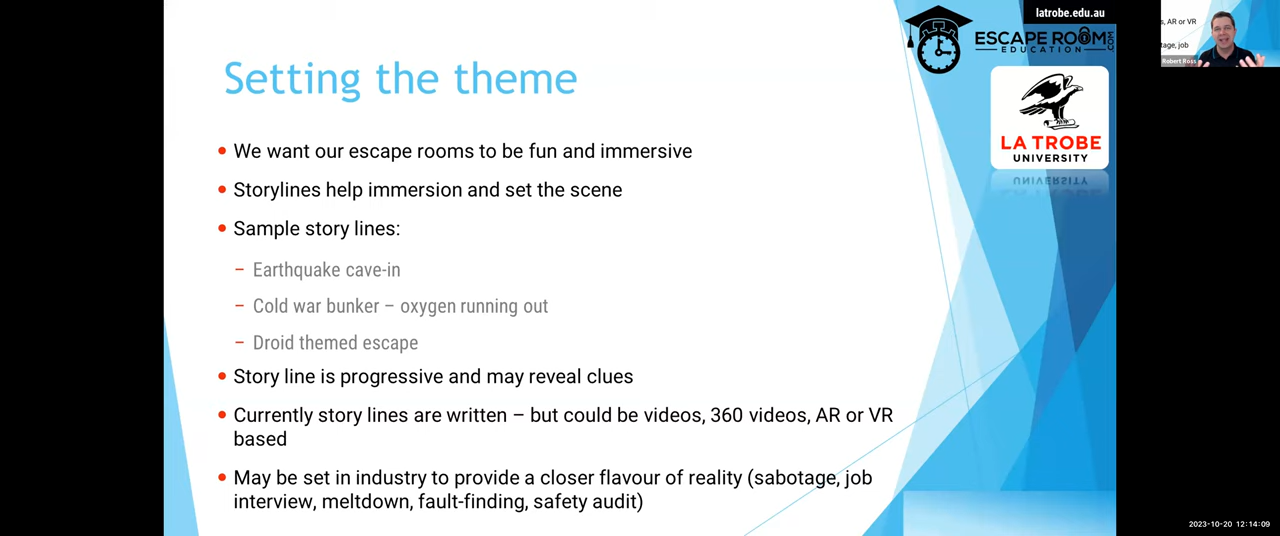 latrobe.edu.au
ESCAPE ROOM
.COM
EDUCATION
LA TROBE
UNIVERSITY
Setting the theme
• We want our escape rooms to be fun and immersive
• Storylines help immersion and set the scene
• Sample story lines:
– Earthquake cave-in
– Cold war bunker – oxygen running out
– Droid themed escape
• Story line is progressive and may reveal clues
• Currently story lines are written – but could be videos, 360 videos, AR or VR
based
• May be set in industry to provide a closer flavour of reality (sabotage, job
interview, meltdown, fault-finding, safety audit)
s, AR or VR
tage, job
Robert Ross
2023-10-20 12:14:09